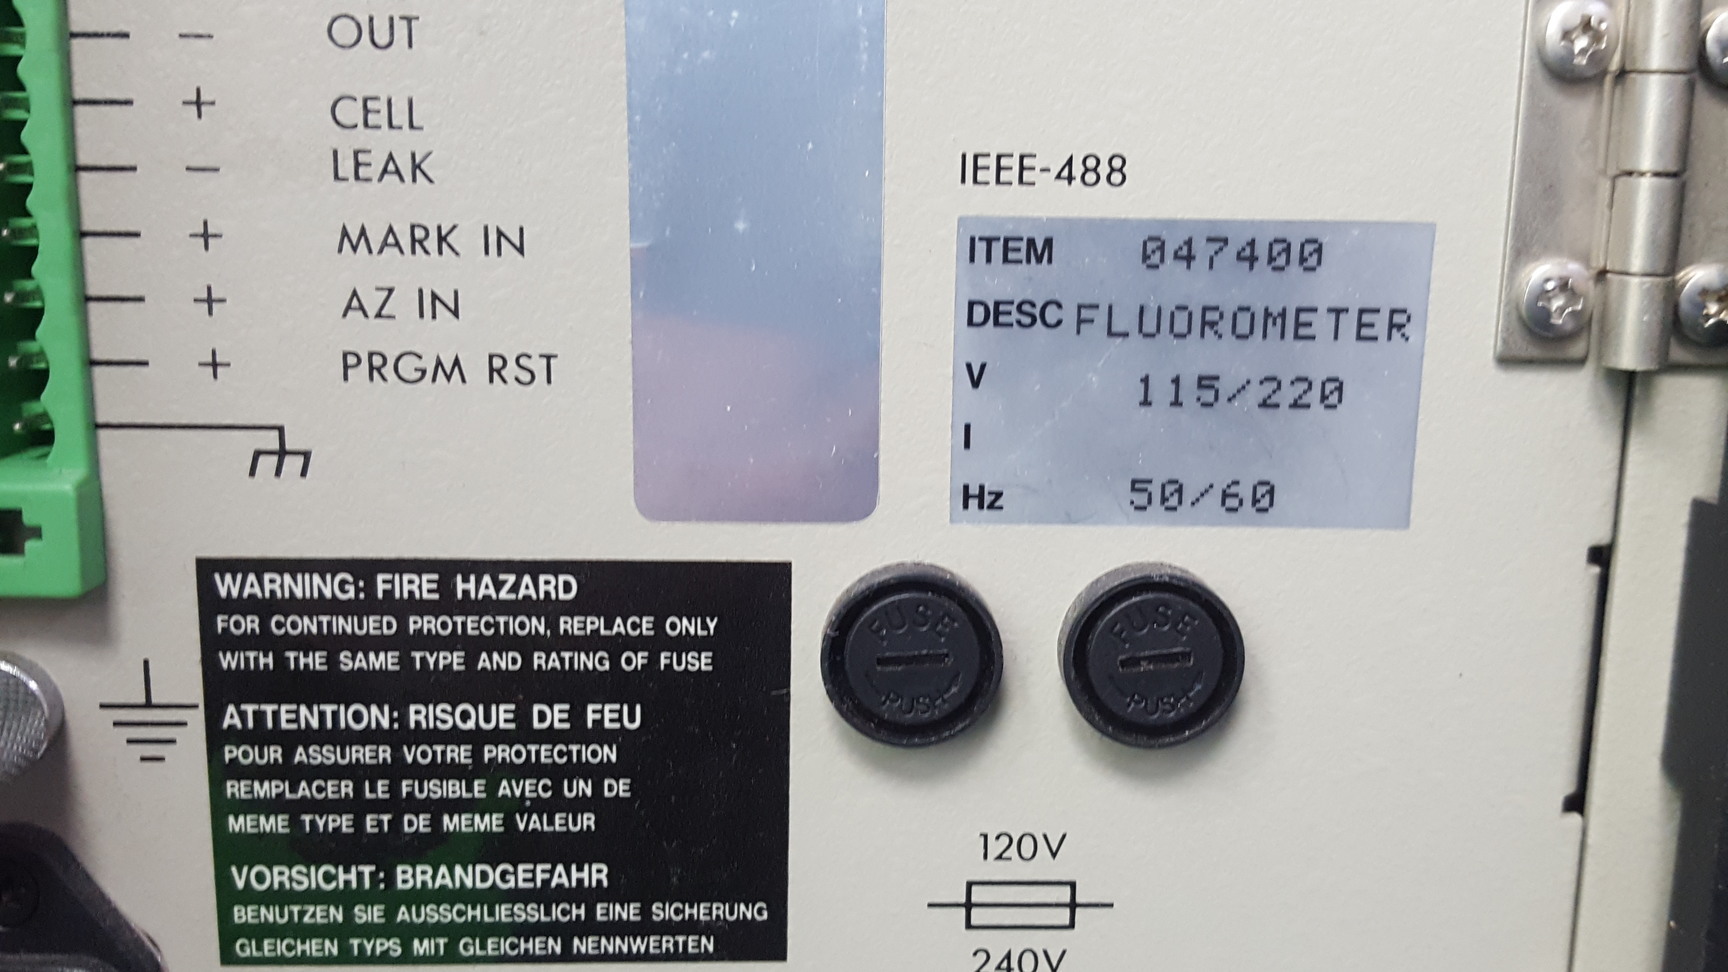 − OUT
+ CELL
− LEAK
+ MARK IN
+ AZ IN
+ PRGM RST
IEEE-488
ITEM 047400
DESC FLUOROMETER
V 115/220
I
Hz 50/60
WARNING: FIRE HAZARD
FOR CONTINUED PROTECTION, REPLACE ONLY
WITH THE SAME TYPE AND RATING OF FUSE
ATTENTION: RISQUE DE FEU
POUR ASSURER VOTRE PROTECTION
REMPLACER LE FUSIBLE AVEC UN DE
MEME TYPE ET DE MEME VALEUR
VORSICHT: BRANDGEFAHR
BENUTZEN SIE AUSSCHLIESSLICH EINE SICHERUNG
GLEICHEN TYPS MIT GLEICHEN NENNWERTEN
FUSE
PUSH
FUSE
PUSH
120V
240V